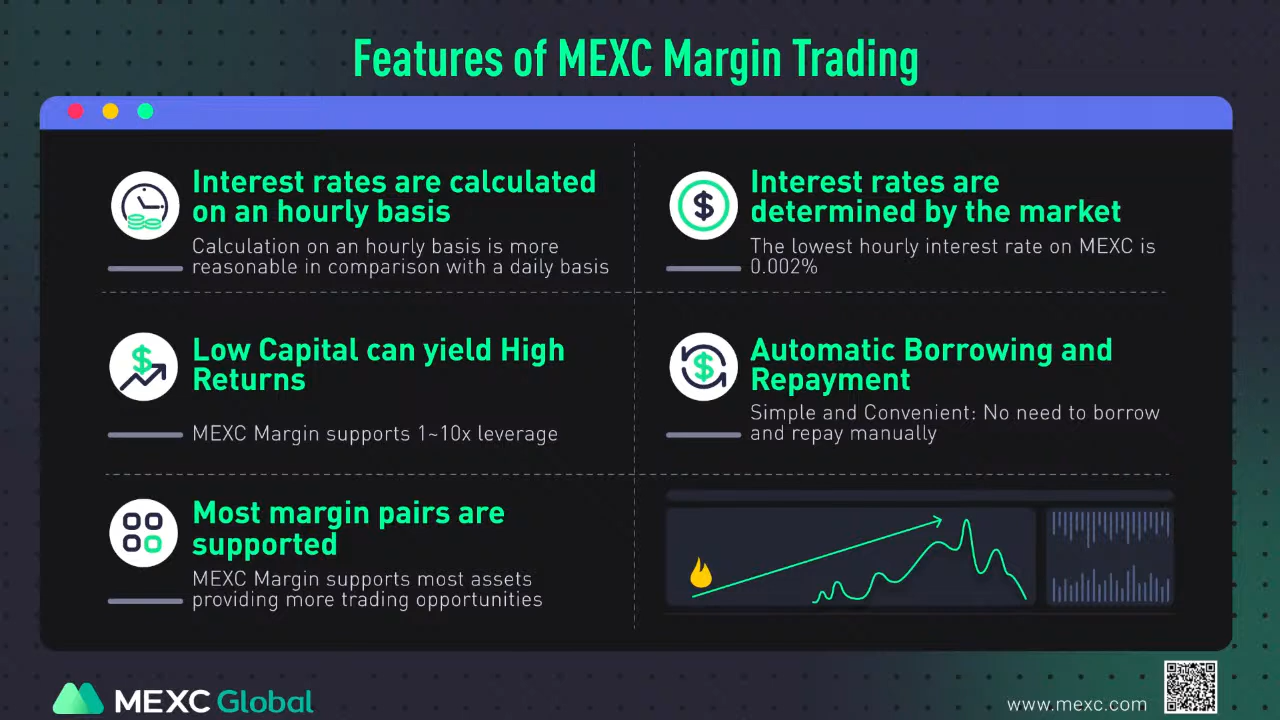 Features of MEXC Margin Trading
Interest rates are calculated
on an hourly basis
Calculation on an hourly basis is more
reasonable in comparison with a daily basis
Interest rates are
determined by the market
The lowest hourly interest rate on MEXC is
0.002%
Low Capital can yield High
Returns
MEXC Margin supports 1~10x leverage
Automatic Borrowing and
Repayment
Simple and Convenient: No need to borrow
and repay manually
Most margin pairs are
supported
MEXC Margin supports most assets
providing more trading opportunities
MEXC Global
www.mexc.com